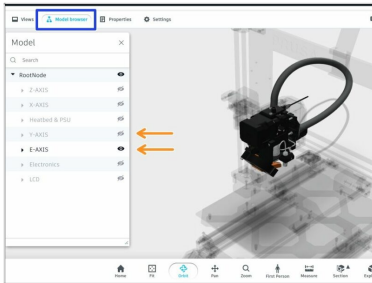 Views Model browser Properties Settings
Model
Search
RootNode
Z-AXIS
X-AXIS
Heatbed & PSU
Y-AXIS
E-AXIS
Electronics
LCD
Home Fit Orbit Pan Zoom First Person Measure Section